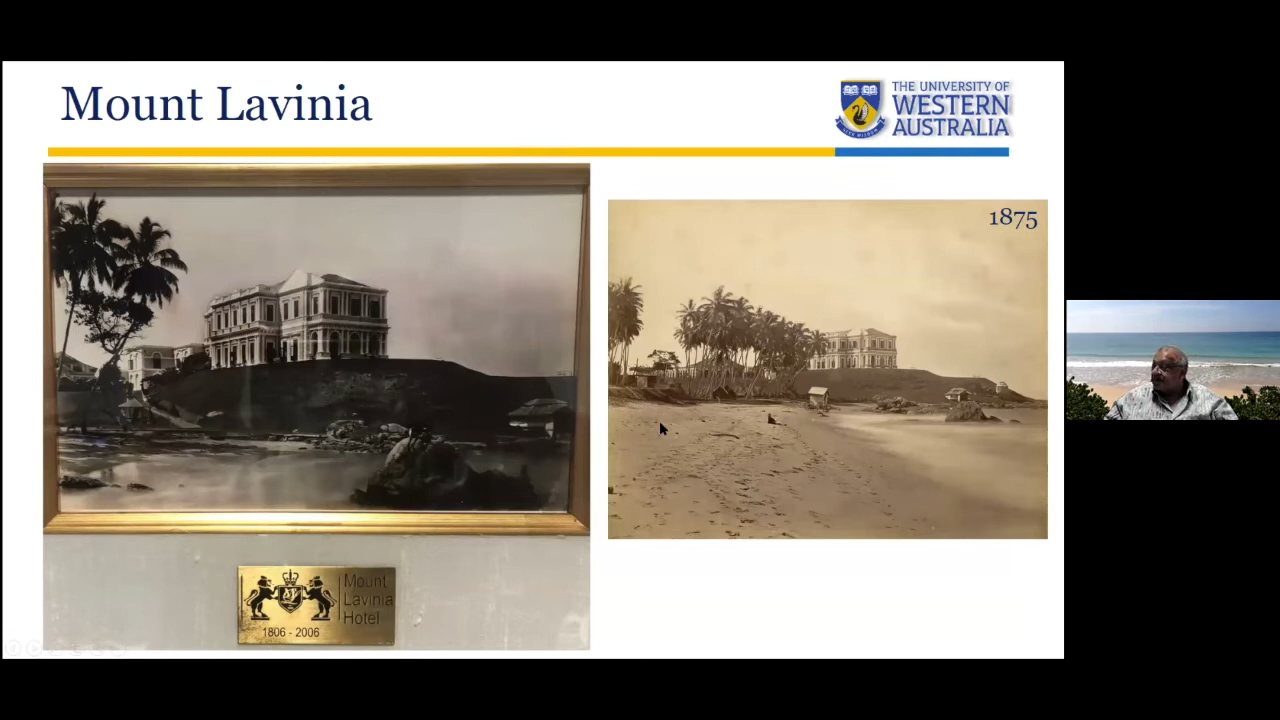 Mount Lavinia
THE UNIVERSITY OF
WESTERN
AUSTRALIA
1875
Mount
Lavinia
Hotel
1806 - 2006